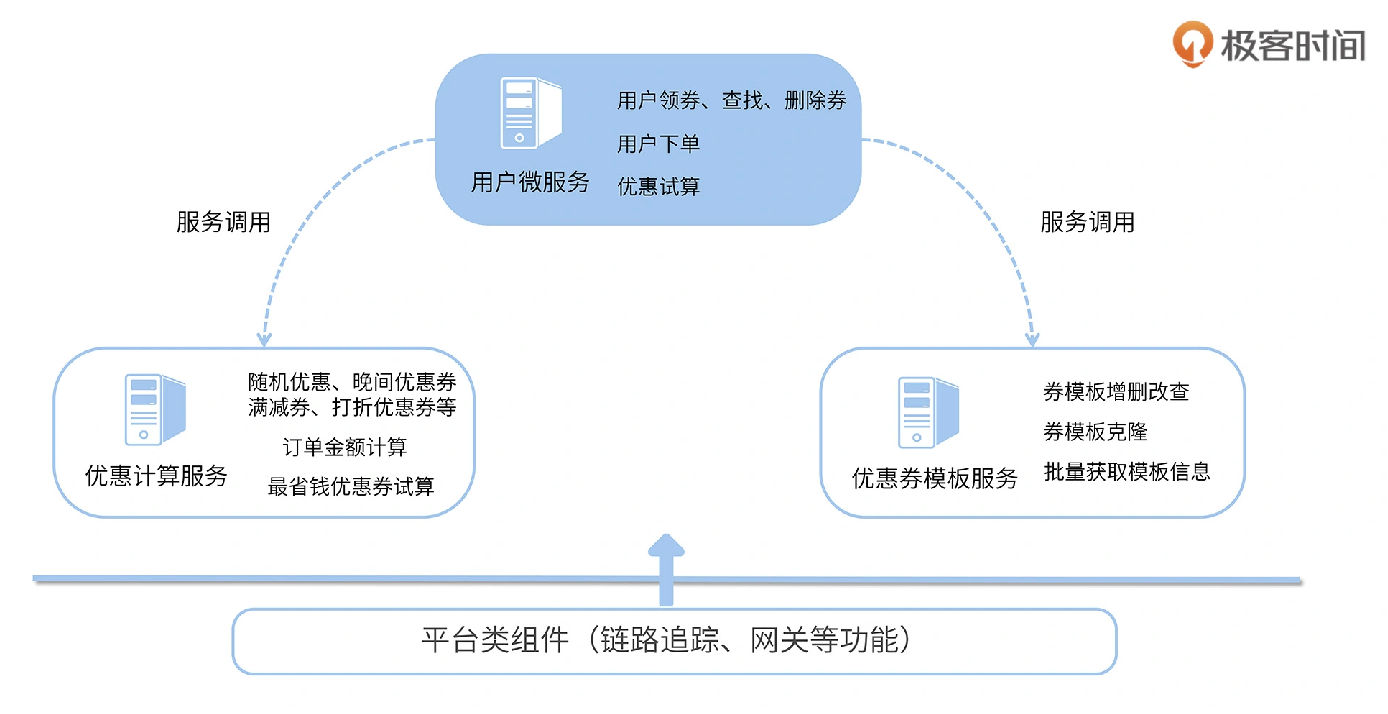 极客时间
用户微服务
用户领券、查找、删除券
用户下单
优惠试算
服务调用
服务调用
优惠计算服务
随机优惠、晚间优惠券
满减券、打折优惠券等
订单金额计算
最省钱优惠券试算
优惠券模板服务
券模板增删改查
券模板克隆
批量获取模板信息
平台类组件（链路追踪、网关等功能）